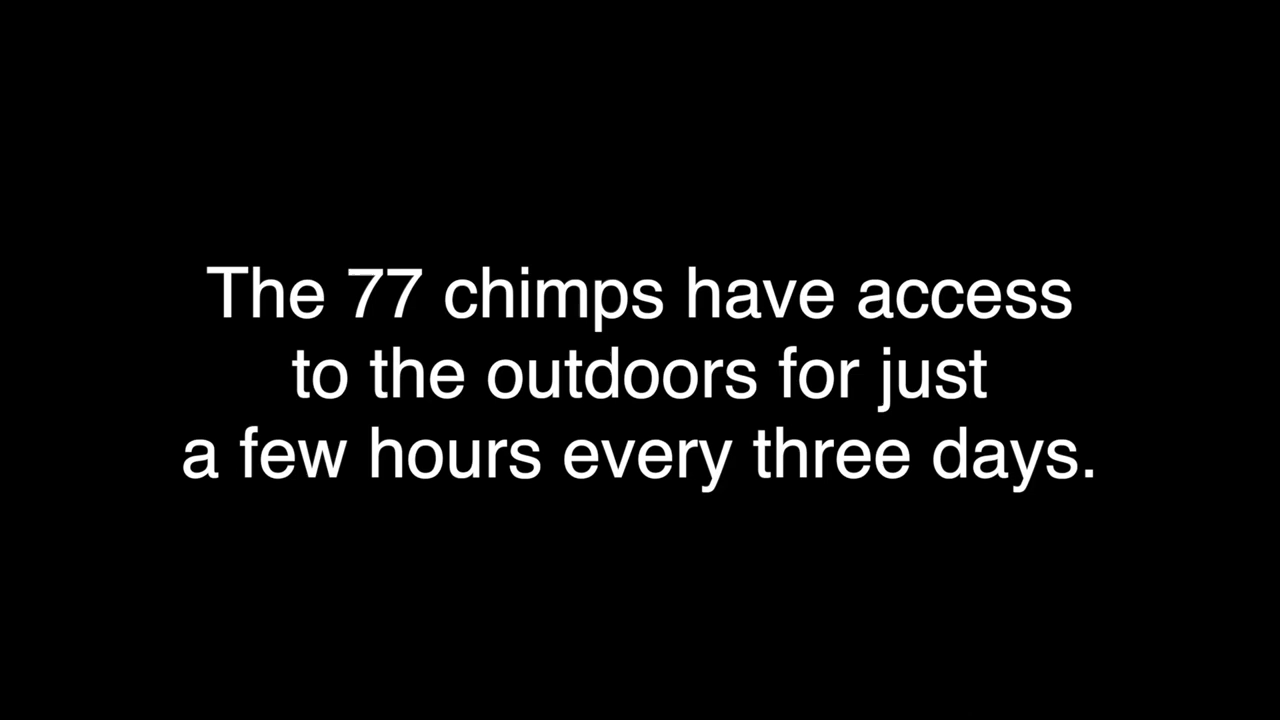 The 77 chimps have access
to the outdoors for just
a few hours every three days.